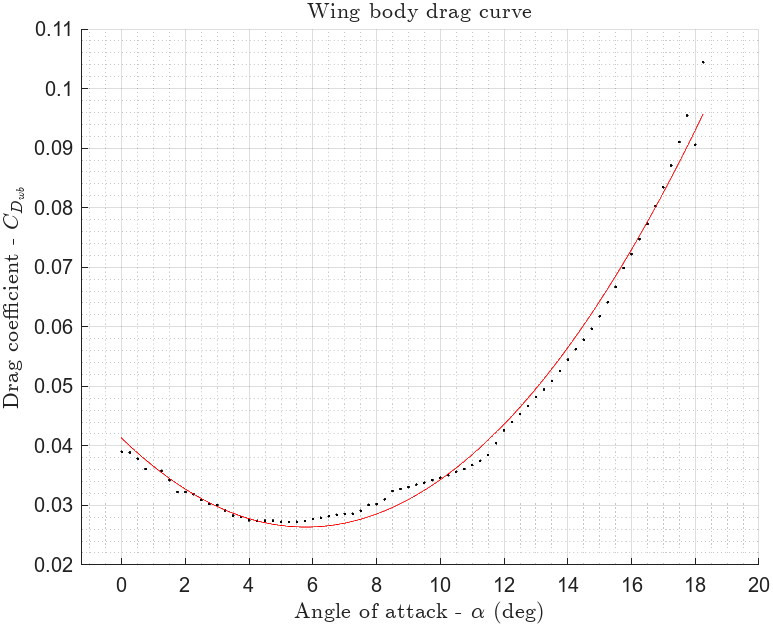 Wing body drag curve
0.11
0.1
0.09
0.08
0.07
0.06
0.05
0.04
0.03
0.02
Drag coefficient - $C_{D_{wb}}$
0 2 4 6 8 10 12 14 16 18 20
Angle of attack - α (deg)